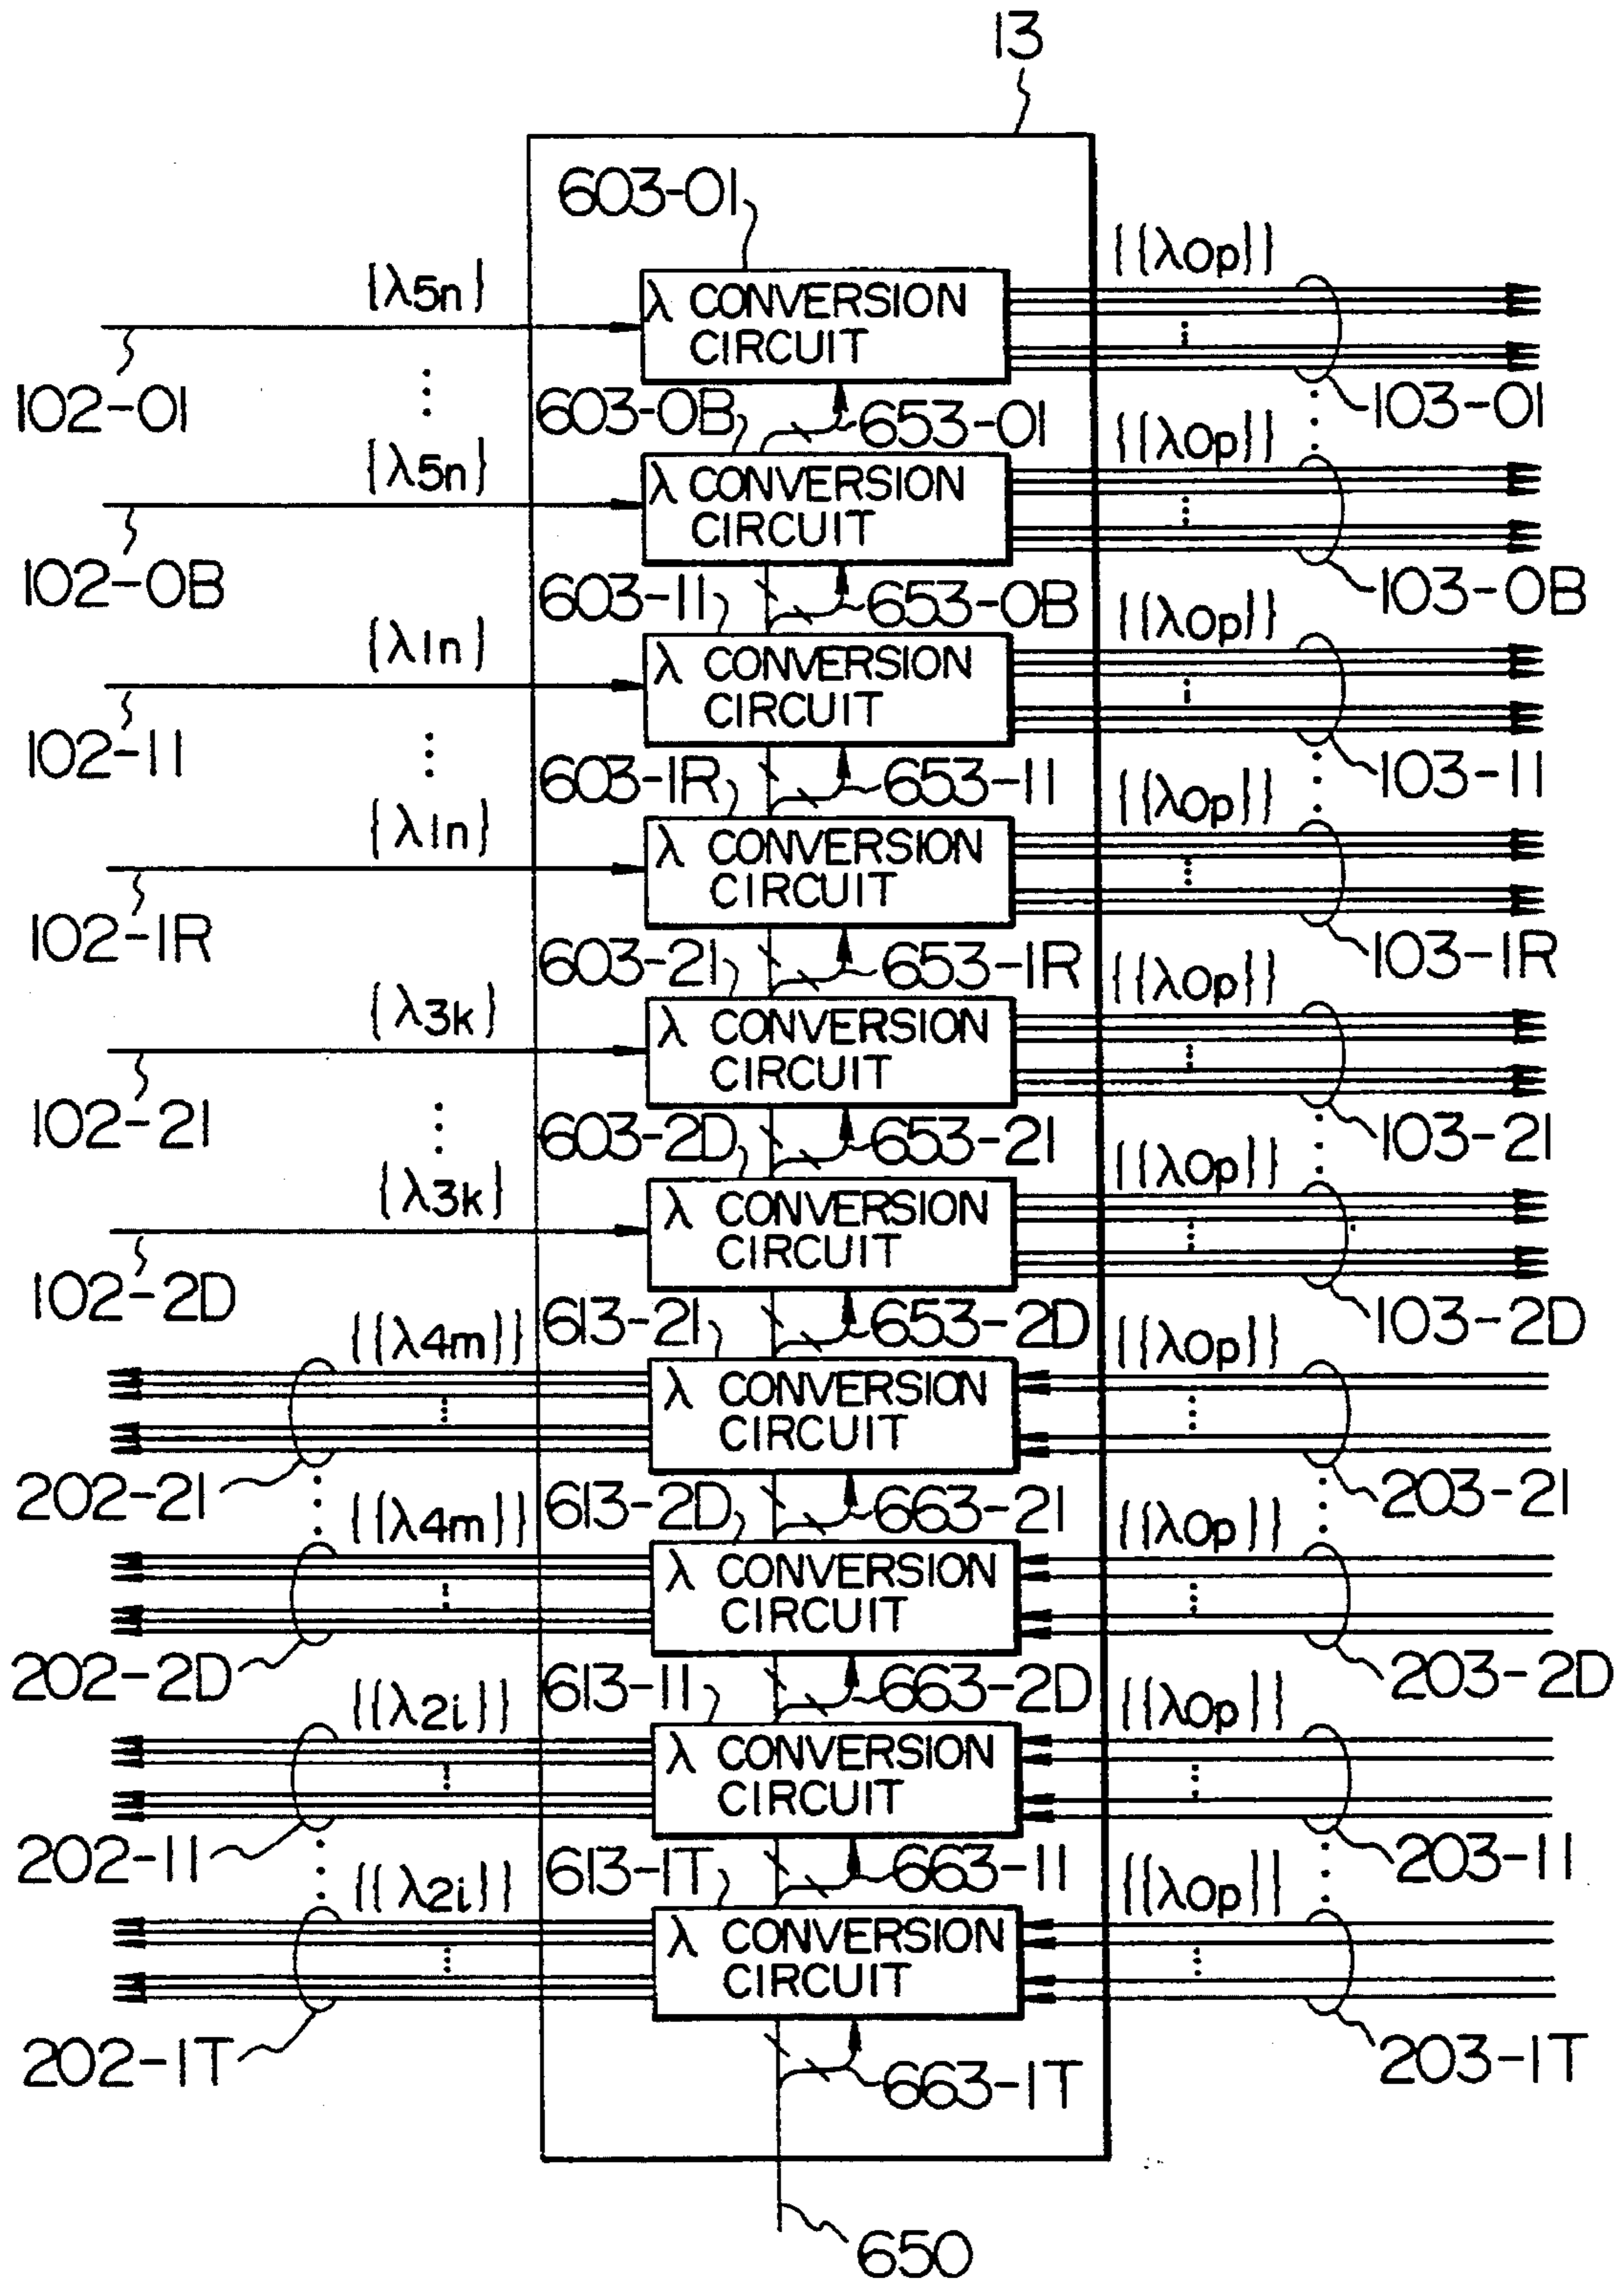 13
603-01
{λ5n}
{{λ0p}}
λ CONVERSION
CIRCUIT
102-01
103-01
603-0B
653-01
{λ5n}
{{λ0p}}
λ CONVERSION
CIRCUIT
102-0B
103-0B
603-11
653-0B
{λ1n}
{{λ0p}}
λ CONVERSION
CIRCUIT
102-11
103-11
603-1R
653-11
{λ1n}
{{λ0p}}
λ CONVERSION
CIRCUIT
102-1R
103-1R
603-21
653-1R
{λ3k}
{{λ0p}}
λ CONVERSION
CIRCUIT
102-21
103-21
603-2D
653-21
{λ3k}
{{λ0p}}
λ CONVERSION
CIRCUIT
102-2D
103-2D
613-21
653-2D
{{λ4m}}
{{λ0p}}
λ CONVERSION
CIRCUIT
202-21
203-21
613-2D
663-21
{{λ4m}}
{{λ0p}}
λ CONVERSION
CIRCUIT
202-2D
203-2D
613-11
663-2D
{{λ2i}}
{{λ0p}}
λ CONVERSION
CIRCUIT
202-11
203-11
613-1T
663-11
{{λ2i}}
{{λ0p}}
λ CONVERSION
CIRCUIT
202-1T
203-1T
663-1T
650